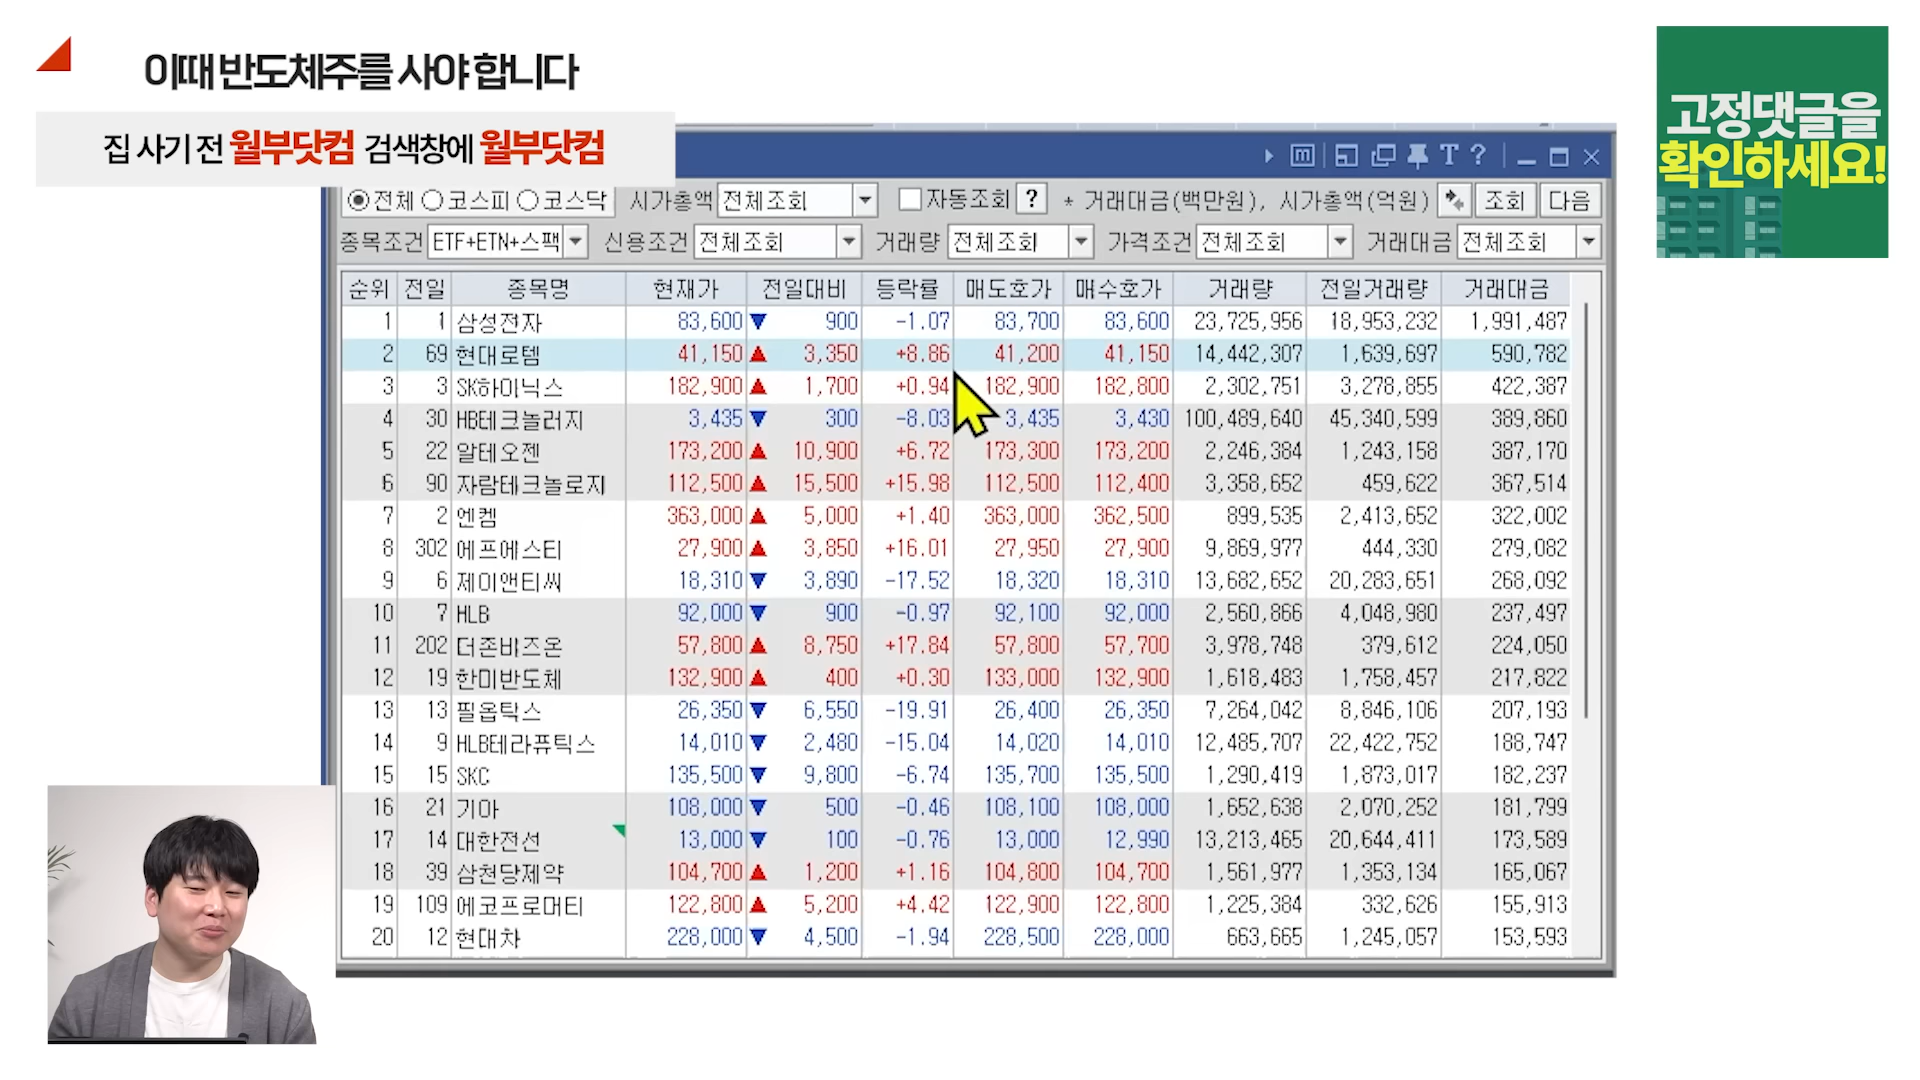 이때 반도체주를 사야 합니다
집 사기 전 월부닷컴 검색창에 월부닷컴
고정댓글을
확인하세요!
전체 코스피 코스닥 시가총액 전체조회 자동조회 ? * 거래대금(백만원), 시가총액(억원) 조회 다음
종목조건 ETF+ETN+스팩 신용조건 전체조회 거래량 전체조회 가격조건 전체조회 거래대금 전체조회
순위 전일 종목명 현재가 전일대비 등락률 매도호가 매수호가 거래량 전일거래량 거래대금
1 1 삼성전자 83,600 ▼ 900 -1.07 83,700 83,600 23,725,956 18,953,232 1,991,487
2 69 현대로템 41,150 ▲ 3,350 +8.86 41,200 41,150 14,442,307 1,639,697 590,782
3 3 SK하이닉스 182,900 ▲ 1,700 +0.94 182,900 182,800 2,302,751 3,278,855 422,387
4 30 HB테크놀러지 3,435 ▼ 300 -8.03 3,435 3,430 100,489,640 45,340,599 389,860
5 22 알테오젠 173,200 ▲ 10,900 +6.72 173,300 173,200 2,246,384 1,243,158 387,170
6 90 자람테크놀로지 112,500 ▲ 15,500 +15.98 112,500 112,400 3,358,652 459,622 367,514
7 2 엔켐 363,000 ▲ 5,000 +1.40 363,000 362,500 899,535 2,413,652 322,002
8 302 에프에스티 27,900 ▲ 3,850 +16.01 27,950 27,900 9,869,977 444,330 279,082
9 6 제이앤티씨 18,310 ▼ 3,890 -17.52 18,320 18,310 13,682,652 20,283,651 268,092
10 7 HLB 92,000 ▼ 900 -0.97 92,100 92,000 2,560,866 4,048,980 237,497
11 202 더존비즈온 57,800 ▲ 8,750 +17.84 57,800 57,700 3,978,748 379,612 224,050
12 19 한미반도체 132,900 ▲ 400 +0.30 133,000 132,900 1,618,483 1,758,457 217,822
13 13 필옵틱스 26,350 ▼ 6,550 -19.91 26,400 26,350 7,264,042 8,846,106 207,193
14 9 HLB테라퓨틱스 14,010 ▼ 2,480 -15.04 14,020 14,010 12,485,707 22,422,752 188,747
15 15 SKC 135,500 ▼ 9,800 -6.74 135,700 135,500 1,290,419 1,873,017 182,237
16 21 기아 108,000 ▼ 500 -0.46 108,100 108,000 1,652,638 2,070,252 181,799
17 14 대한전선 13,000 ▼ 100 -0.76 13,000 12,990 13,213,465 20,644,411 173,589
18 39 삼천당제약 104,700 ▲ 1,200 +1.16 104,800 104,700 1,561,977 1,353,134 165,067
19 109 에코프로머티 122,800 ▲ 5,200 +4.42 122,900 122,800 1,225,384 332,626 155,913
20 12 현대차 228,000 ▼ 4,500 -1.94 228,500 228,000 663,665 1,245,057 153,593